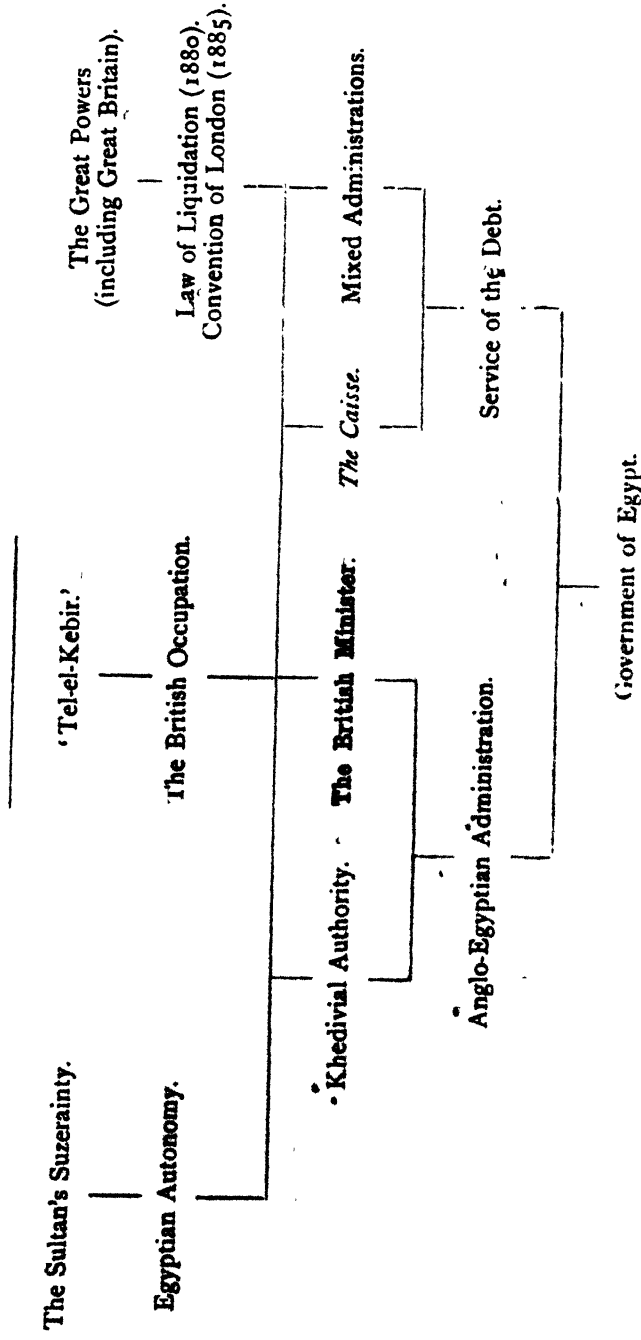 The Sultan's Suzerainty.
'Tel-el-Kebir.'
The Great Powers
(including Great Britain).
Egyptian Autonomy.
The British Occupation.
Law of Liquidation (1880).
Convention of London (1885).
Khedivial Authority.
The British Minister.
The Caisse.
Mixed Administrations.
Anglo-Egyptian Administration.
Service of the Debt.
Government of Egypt.